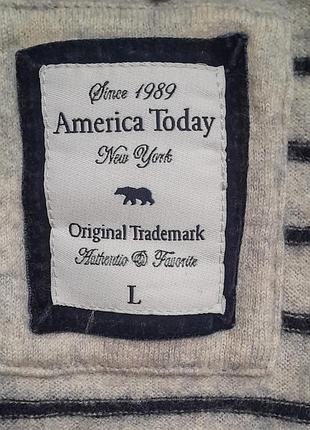 Since 1989
America Today
New York
Original Trademark
Authentic Favorite
L